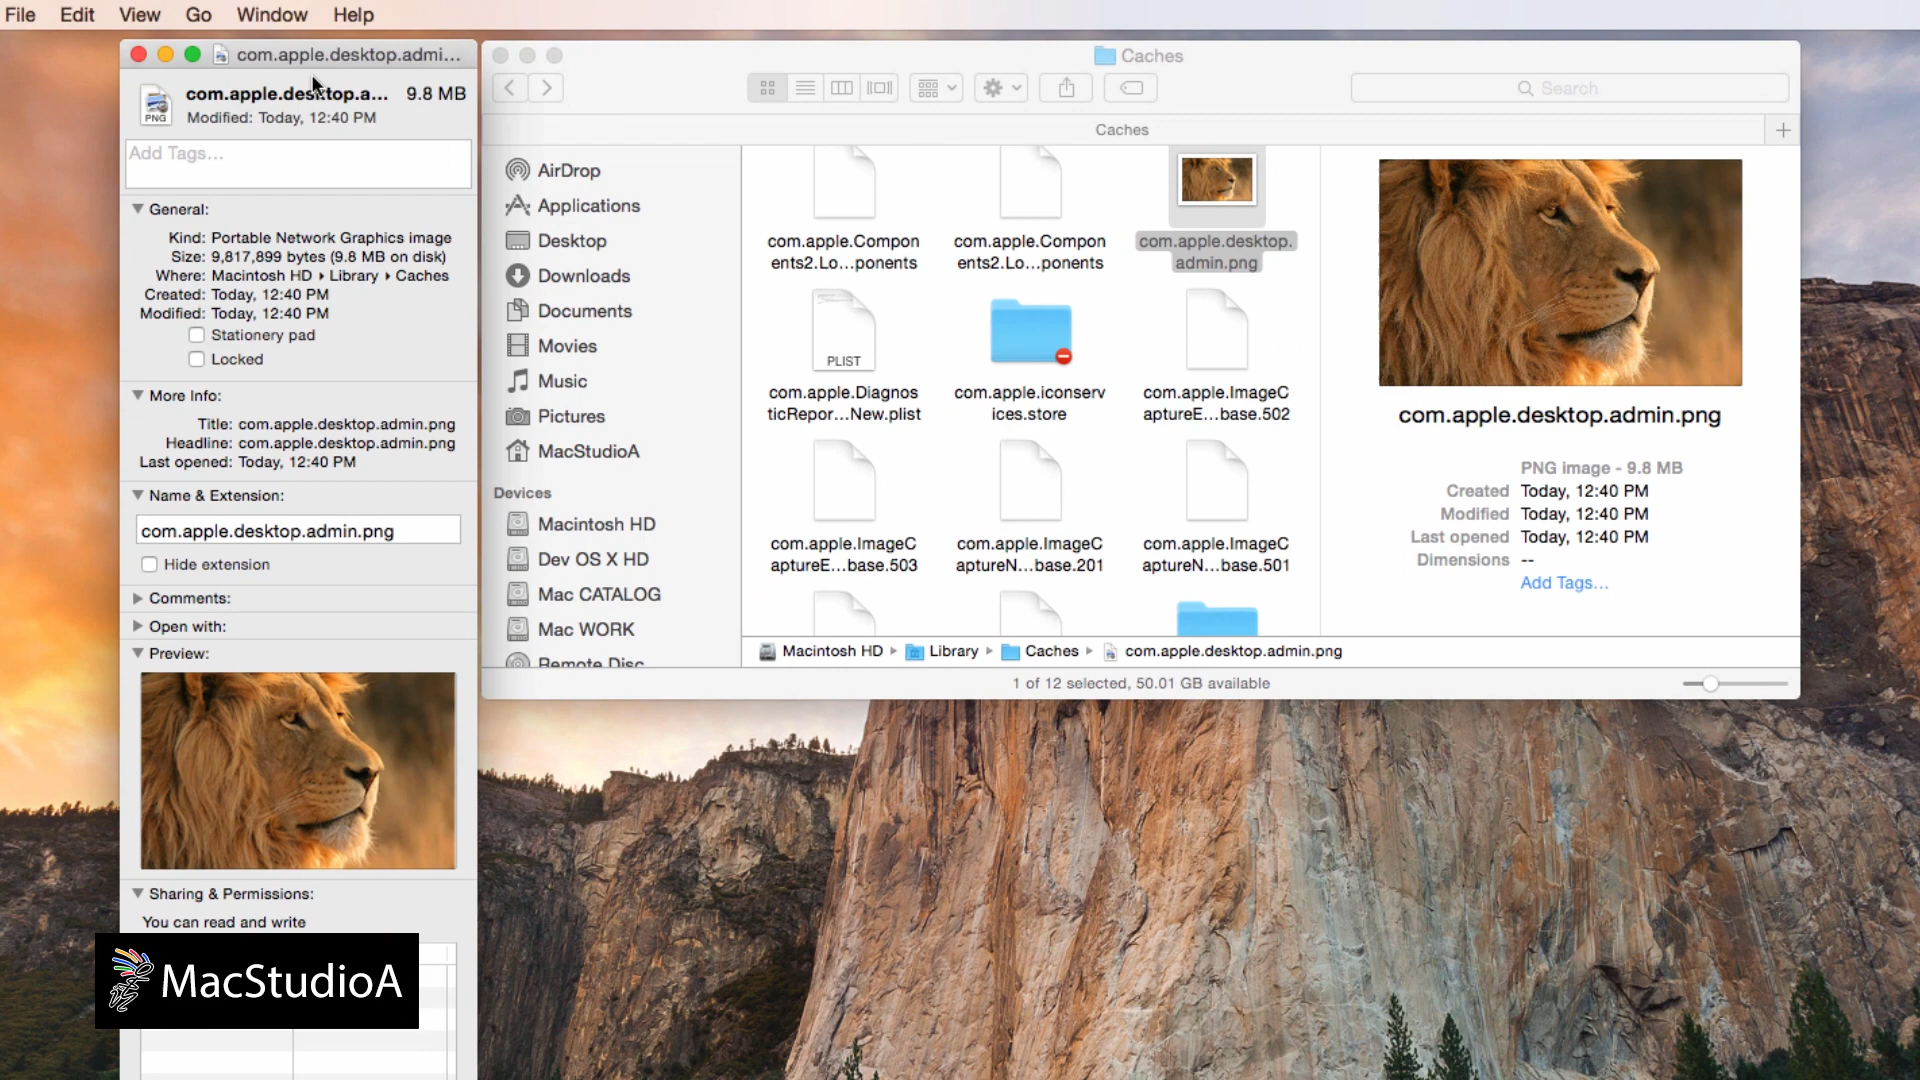 File Edit View Go Window Help
com.apple.desktop.admi...
com.apple.desktop.a... 9.8 MB
Modified: Today, 12:40 PM
PNG
Add Tags...
General:
Kind: Portable Network Graphics image
Size: 9,817,899 bytes (9.8 MB on disk)
Where: Macintosh HD ▸ Library ▸ Caches
Created: Today, 12:40 PM
Modified: Today, 12:40 PM
Stationery pad
Locked
More Info:
Title: com.apple.desktop.admin.png
Headline: com.apple.desktop.admin.png
Last opened: Today, 12:40 PM
Name & Extension:
com.apple.desktop.admin.png
Hide extension
Comments:
Open with:
Preview:
Sharing & Permissions:
You can read and write
MacStudioA
Caches
Search
Caches
AirDrop
Applications
Desktop
Downloads
Documents
Movies
Music
Pictures
MacStudioA
Devices
Macintosh HD
Dev OS X HD
Mac CATALOG
Mac WORK
Remote Disc
com.apple.Compon
ents2.Lo...ponents
com.apple.Compon
ents2.Lo...ponents
com.apple.desktop.
admin.png
PLIST
com.apple.Diagnos
ticRepor...New.plist
com.apple.iconserv
ices.store
com.apple.ImageC
aptureE...base.502
com.apple.ImageC
aptureE...base.503
com.apple.ImageC
aptureN...base.201
com.apple.ImageC
aptureN...base.501
com.apple.desktop.admin.png
PNG image - 9.8 MB
Created Today, 12:40 PM
Modified Today, 12:40 PM
Last opened Today, 12:40 PM
Dimensions --
Add Tags...
Macintosh HD ▸ Library ▸ Caches ▸ com.apple.desktop.admin.png
1 of 12 selected, 50.01 GB available